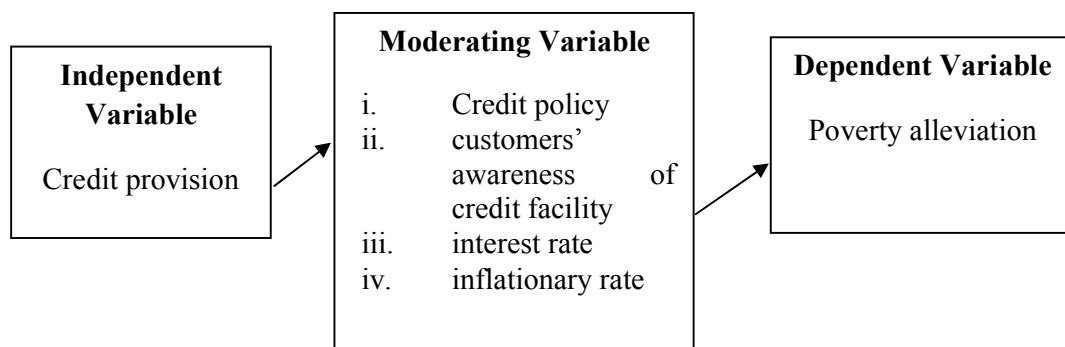 Independent
Variable
Credit provision
Moderating Variable
i. Credit policy
ii. customers’
awareness of
credit facility
iii. interest rate
iv. inflationary rate
Dependent Variable
Poverty alleviation